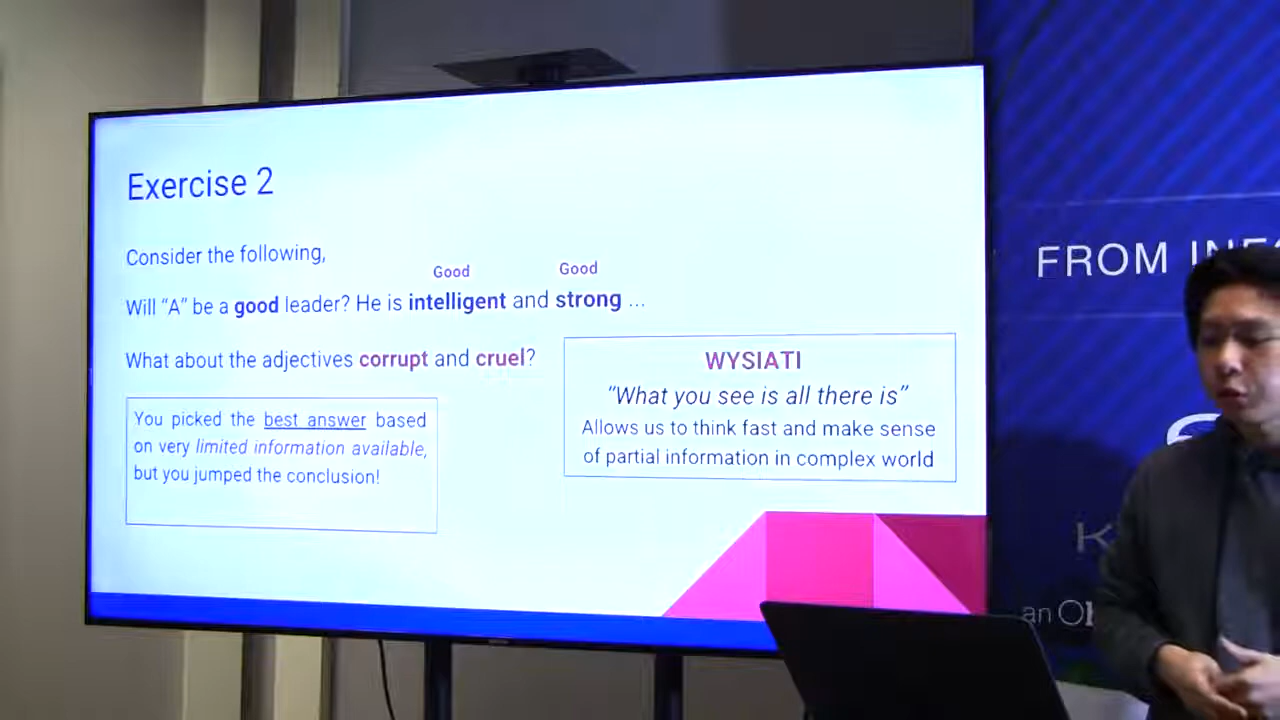 Exercise 2
Consider the following,
Good Good
Will “A” be a good leader? He is intelligent and strong ...
What about the adjectives corrupt and cruel?
You picked the best answer based
on very limited information available,
but you jumped the conclusion!
WYSIATI
“What you see is all there is”
Allows us to think fast and make sense
of partial information in complex world
FROM
an